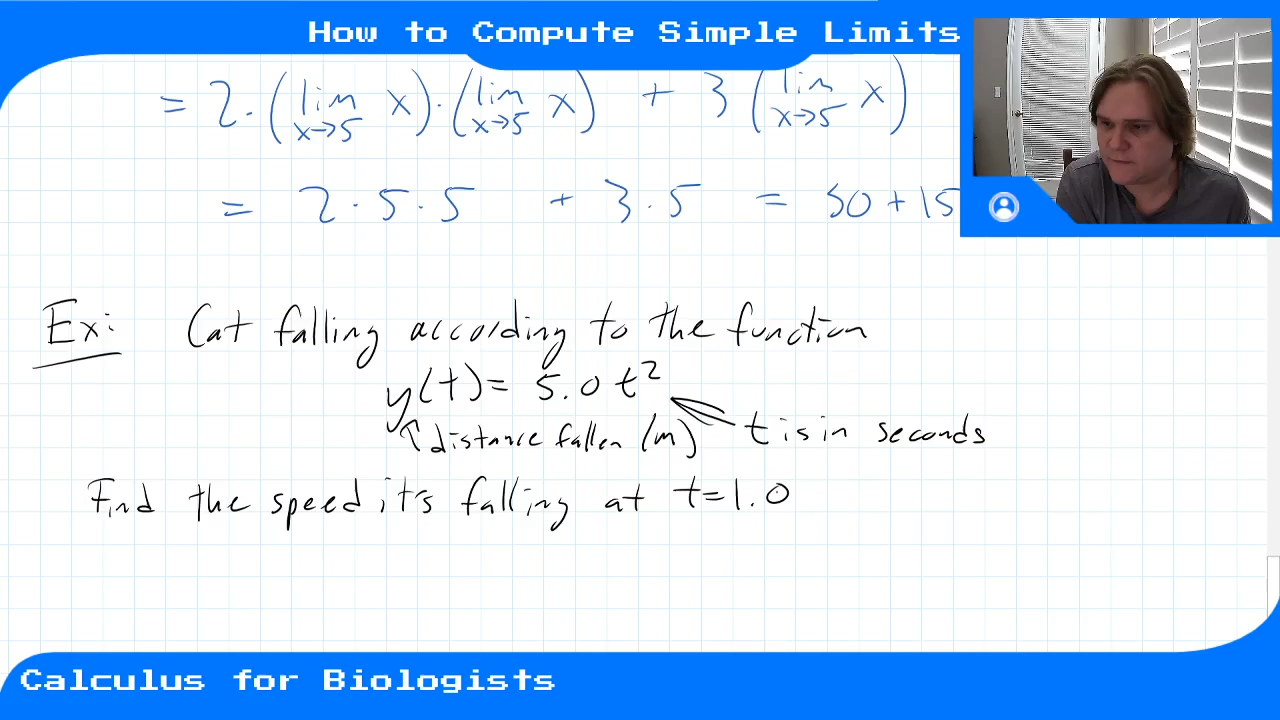 How to Compute Simple Limits
= 2 · (lim x→5 x) · (lim x→5 x) + 3 (lim x→5 x)
= 2 · 5 · 5 + 3 · 5 = 50 + 15
Ex: Cat falling according to the function
y(t) = 5.0 t²
↑ distance fallen (m) t is in seconds
Find the speed it's falling at t=1.0
Calculus for Biologists